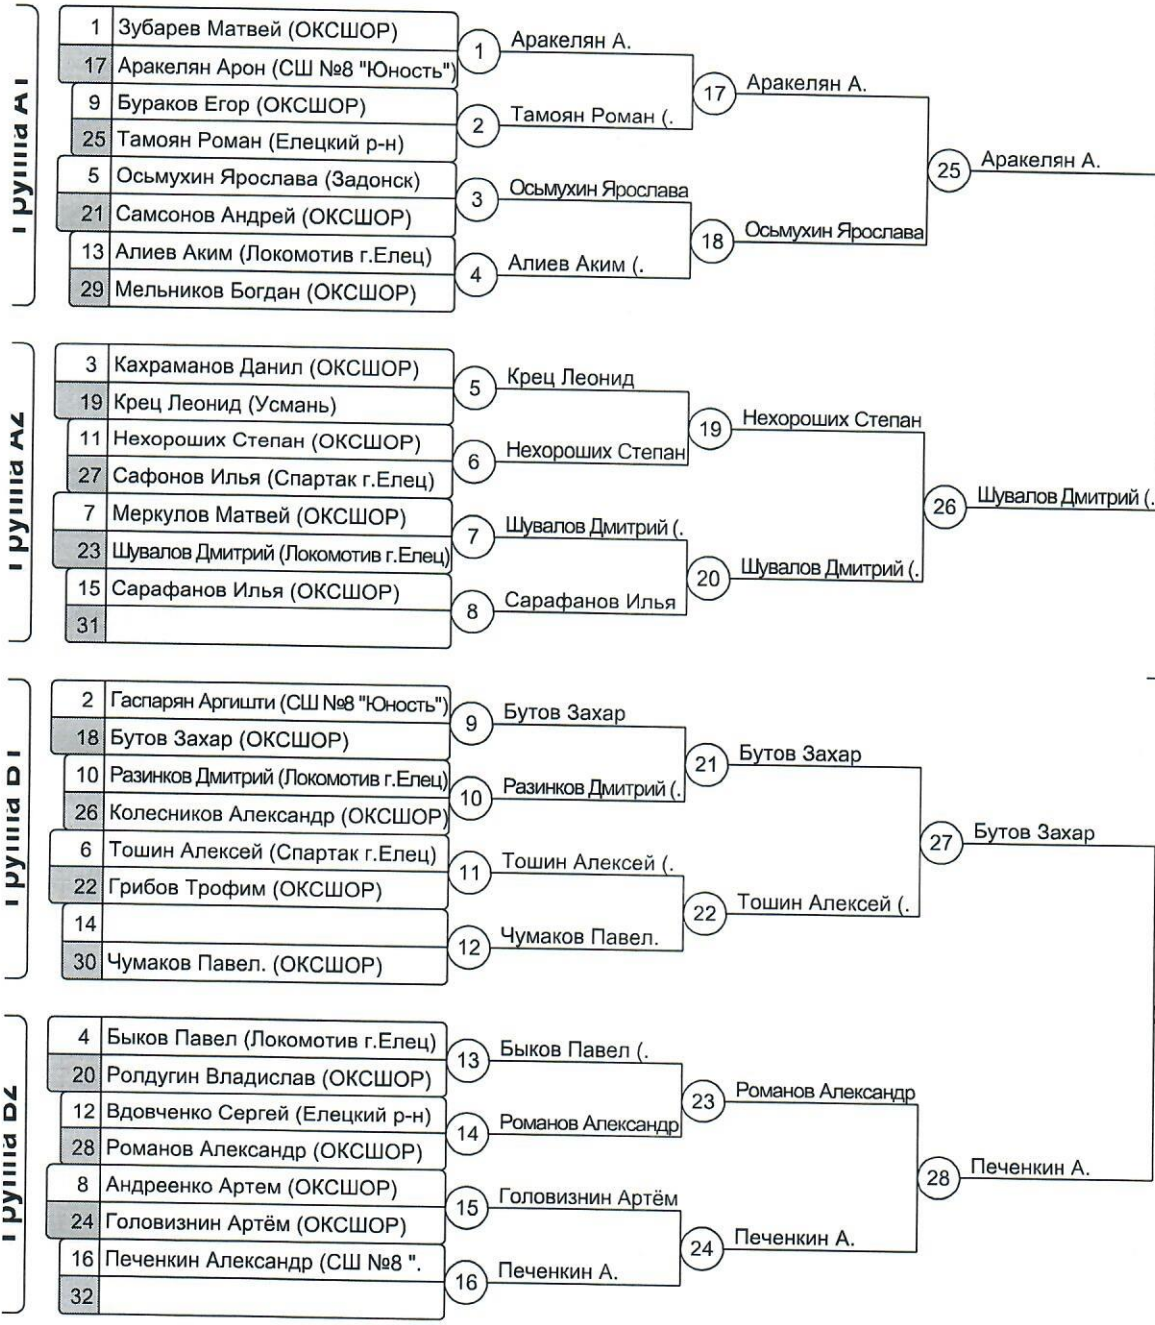 Группа А1
1 Зубарев Матвей (ОКСШОР)
17 Аракелян Арон (СШ №8 "Юность")
9 Бураков Егор (ОКСШОР)
25 Тамоян Роман (Елецкий р-н)
5 Осьмухин Ярослава (Задонск)
21 Самсонов Андрей (ОКСШОР)
13 Алиев Аким (Локомотив г.Елец)
29 Мельников Богдан (ОКСШОР)
1 Аракелян А.
2 Тамоян Роман (.
3 Осьмухин Ярослава
4 Алиев Аким (.
17 Аракелян А.
18 Осьмухин Ярослава
25 Аракелян А.
Группа А2
3 Кахраманов Данил (ОКСШОР)
19 Крец Леонид (Усмань)
11 Нехороших Степан (ОКСШОР)
27 Сафонов Илья (Спартак г.Елец)
7 Меркулов Матвей (ОКСШОР)
23 Шувалов Дмитрий (Локомотив г.Елец)
15 Сарафанов Илья (ОКСШОР)
31
5 Крец Леонид
6 Нехороших Степан
7 Шувалов Дмитрий (.
8 Сарафанов Илья
19 Нехороших Степан
20 Шувалов Дмитрий (.
26 Шувалов Дмитрий (.
Группа В1
2 Гаспарян Аргишти (СШ №8 "Юность")
18 Бутов Захар (ОКСШОР)
10 Разинков Дмитрий (Локомотив г.Елец)
26 Колесников Александр (ОКСШОР)
6 Тошин Алексей (Спартак г.Елец)
22 Грибов Трофим (ОКСШОР)
14
30 Чумаков Павел. (ОКСШОР)
9 Бутов Захар
10 Разинков Дмитрий (.
11 Тошин Алексей (.
12 Чумаков Павел.
21 Бутов Захар
22 Тошин Алексей (.
27 Бутов Захар
Группа В2
4 Быков Павел (Локомотив г.Елец)
20 Ролдугин Владислав (ОКСШОР)
12 Вдовченко Сергей (Елецкий р-н)
28 Романов Александр (ОКСШОР)
8 Андреенко Артем (ОКСШОР)
24 Головизнин Артём (ОКСШОР)
16 Печенкин Александр (СШ №8 ".
32
13 Быков Павел (.
14 Романов Александр
15 Головизнин Артём
16 Печенкин А.
23 Романов Александр
24 Печенкин А.
28 Печенкин А.